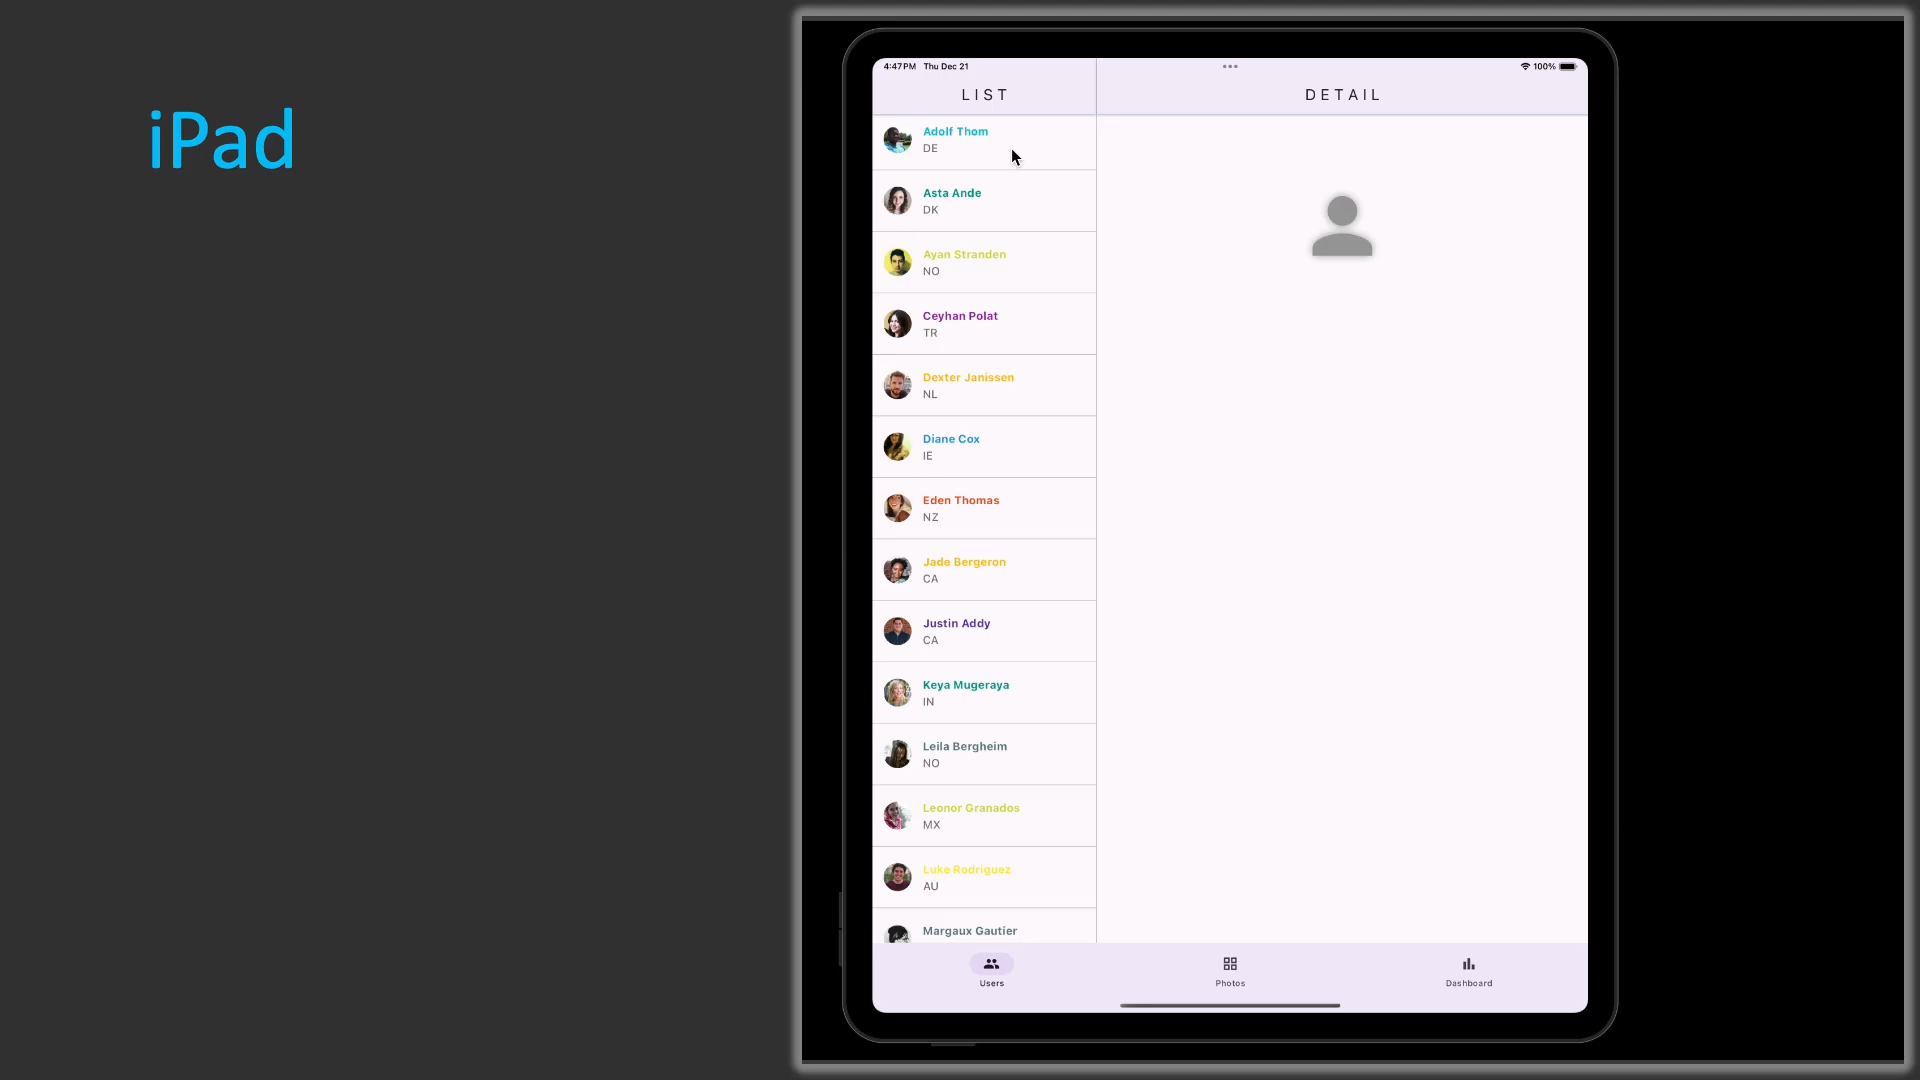 iPad
4:47PM Thu Dec 21
100%
LIST
DETAIL
Adolf Thom
DE
Asta Ande
DK
Ayan Stranden
NO
Ceyhan Polat
TR
Dexter Janissen
NL
Diane Cox
IE
Eden Thomas
NZ
Jade Bergeron
CA
Justin Addy
CA
Keya Mugeraya
IN
Leila Bergheim
NO
Leonor Granados
MX
Luke Rodriguez
AU
Margaux Gautier
Users
Photos
Dashboard